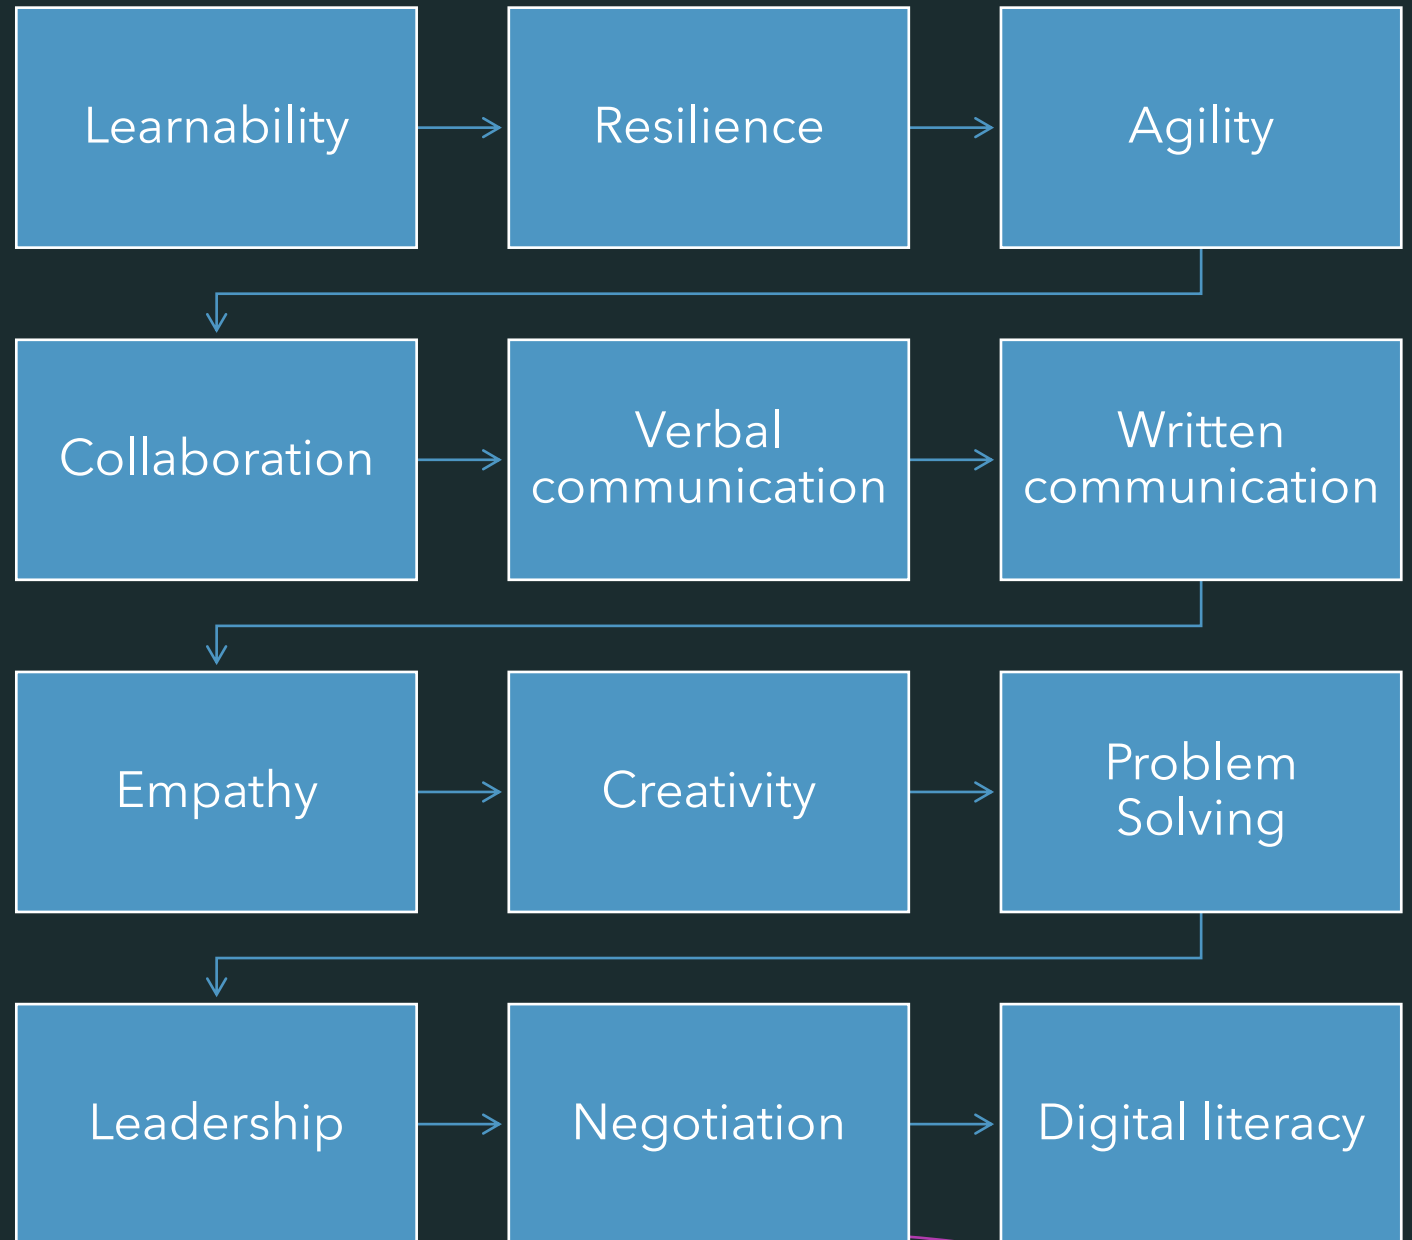 Learnability
Resilience
Agility
Collaboration
Verbal
communication
Written
communication
Empathy
Creativity
Problem
Solving
Leadership
Negotiation
Digital literacy